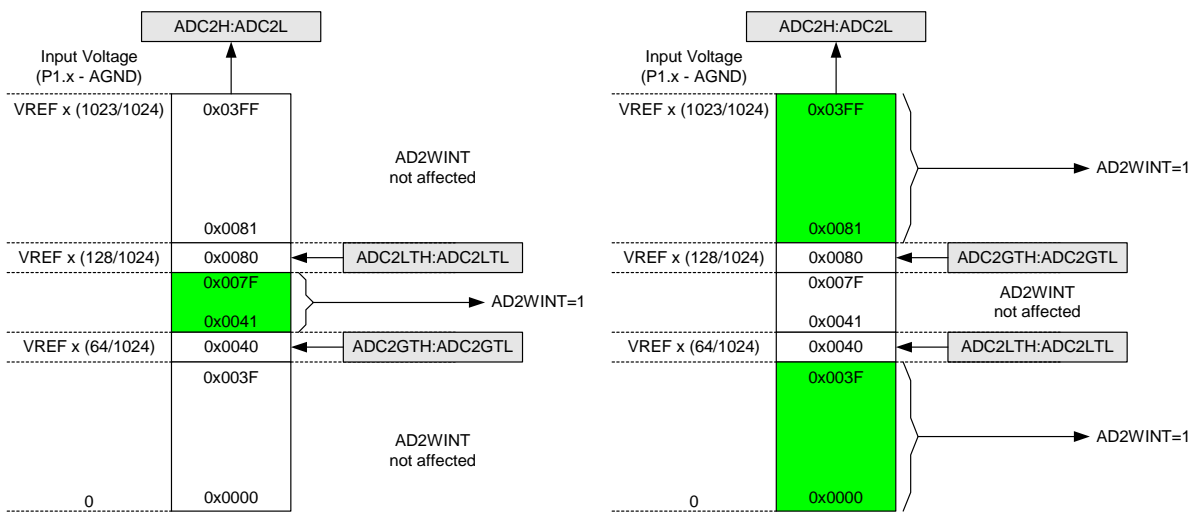 ADC2H:ADC2L
Input Voltage
(P1.x - AGND)
VREF x (1023/1024)
0x03FF
AD2WINT
not affected
0x0081
VREF x (128/1024)
0x0080
ADC2LTH:ADC2LTL
0x007F
AD2WINT=1
0x0041
VREF x (64/1024)
0x0040
ADC2GTH:ADC2GTL
0x003F
AD2WINT
not affected
0
0x0000
ADC2H:ADC2L
Input Voltage
(P1.x - AGND)
VREF x (1023/1024)
0x03FF
AD2WINT=1
0x0081
VREF x (128/1024)
0x0080
ADC2GTH:ADC2GTL
0x007F
AD2WINT
not affected
0x0041
VREF x (64/1024)
0x0040
ADC2LTH:ADC2LTL
0x003F
AD2WINT=1
0
0x0000